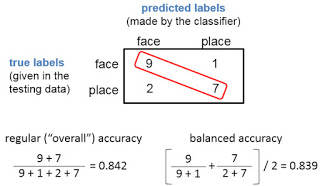 predicted labels
(made by the classifier)
face place
true labels
(given in the
testing data)
face 9 1
place 2 7
regular (“overall”) accuracy
9 + 7
9 + 1 + 2 + 7
= 0.842
balanced accuracy
[ 9 + 7 ] / 2 = 0.839
9 + 1 2 + 7